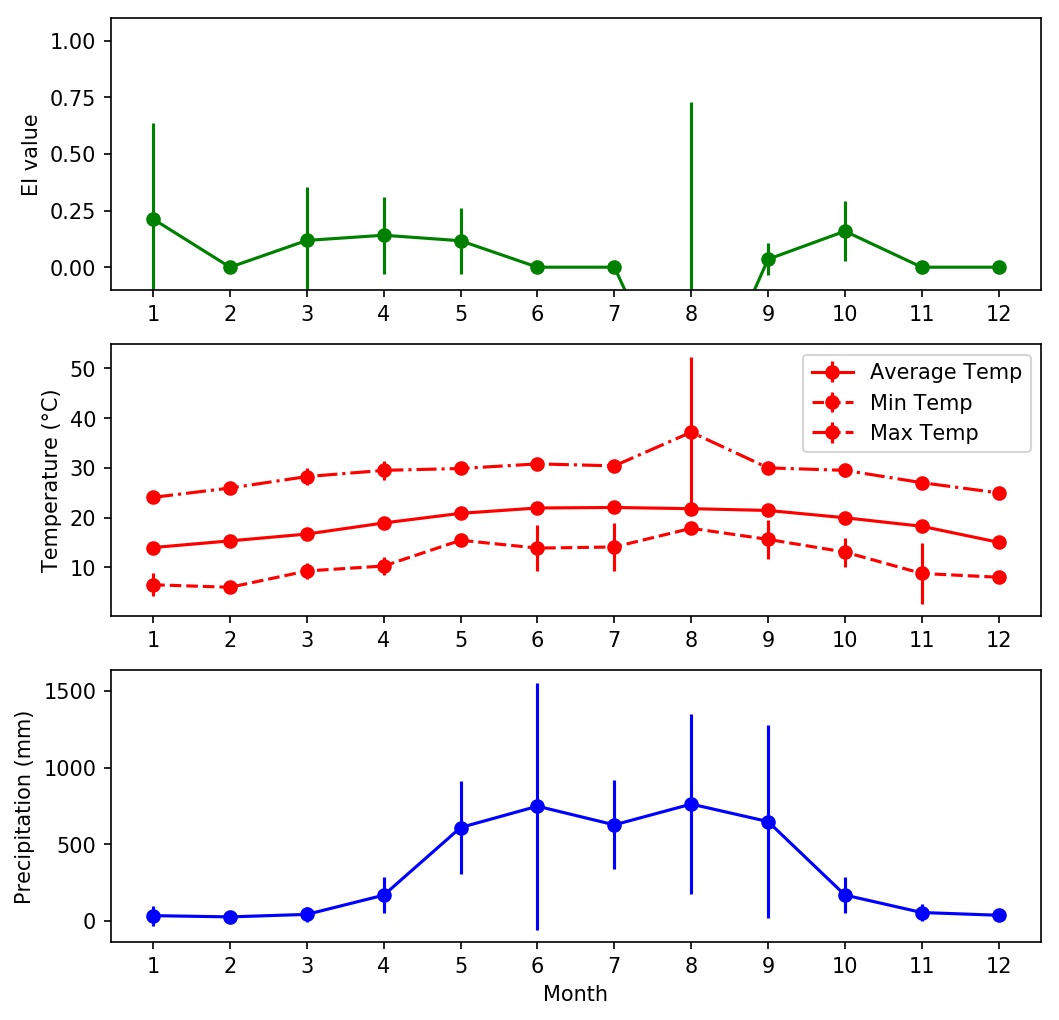 EI value
1.00
0.75
0.50
0.25
0.00
1 2 3 4 5 6 7 8 9 10 11 12
Temperature (°C)
50
40
30
20
10
Average Temp
Min Temp
Max Temp
1 2 3 4 5 6 7 8 9 10 11 12
Precipitation (mm)
1500
1000
500
0
1 2 3 4 5 6 7 8 9 10 11 12
Month